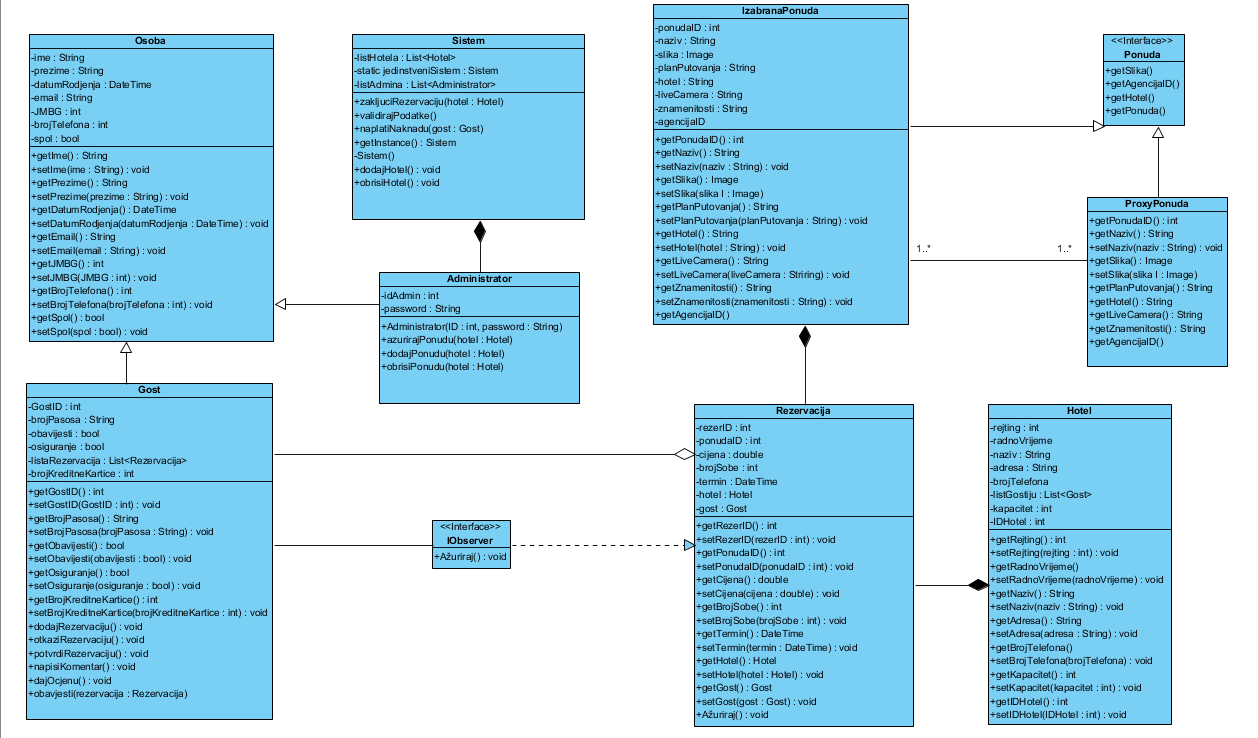 Osoba
-ime : String
-prezime : String
-datumRodjenja : DateTime
-email : String
-JMBG : int
-brojTelefona : int
-spol : bool
+getIme() : String
+setIme(ime : String) : void
+getPrezime() : String
+setPrezime(prezime : String) : void
+getDatumRodjenja() : DateTime
+setDatumRodjenja(datumRodjenja : DateTime) : void
+getEmail() : String
+setEmail(email : String) : void
+getJMBG() : int
+setJMBG(JMBG : int) : void
+getBrojTelefona() : int
+setBrojTelefona(brojTelefona : int) : void
+getSpol() : bool
+setSpol(spol : bool) : void
Sistem
-listHotela : List<Hotel>
-static jedinstveniSistem : Sistem
-listAdmina : List<Administrator>
+zakljuciRezervaciju(hotel : Hotel)
+validirajPodatke()
+naplatiNaknadu(gost : Gost)
+getInstance() : Sistem
-Sistem()
+dodajHotel() : void
+obrisiHotel() : void
IzabranaPonuda
-ponudaID : int
-naziv : String
-slika : Image
-planPutovanja : String
-hotel : String
-liveCamera : String
-znamenitosti : String
-agencijaID
+getPonudaID() : int
+getNaziv() : String
+setNaziv(naziv : String) : void
+getSlika() : Image
+setSlika(slika l : Image)
+getPlanPutovanja() : String
+setPlanPutovanja(planPutovanja : String) : void
+getHotel() : String
+setHotel(hotel : String) : void
+getLiveCamera() : String
+setLiveCamera(liveCamera : Striring) : void
+getZnamenitosti() : String
+setZnamenitosti(znamenitosti : String) : void
+getAgencijaID()
<<Interface>>
Ponuda
+getSlika()
+getAgencijaID()
+getHotel()
+getPonuda()
1..*
1..*
ProxyPonuda
+getPonudaID() : int
+getNaziv() : String
+setNaziv(naziv : String) : void
+getSlika() : Image
+setSlika(slika l : Image)
+getPlanPutovanja() : String
+getHotel() : String
+getLiveCamera() : String
+getZnamenitosti() : String
+getAgencijaID()
Administrator
-idAdmin : int
-password : String
+Administrator(ID : int, password : String)
+azurirajPonudu(hotel : Hotel)
+dodajPonudu(hotel : Hotel)
+obrisiPonudu(hotel : Hotel)
Gost
-GostID : int
-brojPasosa : String
-obavijesti : bool
-osiguranje : bool
-listaRezervacija : List<Rezervacija>
-brojKreditneKartice : int
+getGostID() : int
+setGostID(GostID : int) : void
+getBrojPasosa() : String
+setBrojPasosa(brojPasosa : String) : void
+getObavijesti() : bool
+setObavijesti(obavijesti : bool) : void
+getOsiguranje() : bool
+setOsiguranje(osiguranje : bool) : void
+getBrojKreditneKartice() : int
+setBrojKreditneKartice(brojKreditneKartice : int) : void
+dodajRezervaciju() : void
+otkaziRezervaciju() : void
+potvrdiRezervaciju() : void
+napisiKomentar() : void
+dajOcjenu() : void
+obavjesti(rezervacija : Rezervacija)
<<Interface>>
IObserver
+Ažuriraj() : void
Rezervacija
-rezerID : int
-ponudaID : int
-cijena : double
-brojSobe : int
-termin : DateTime
-hotel : Hotel
-gost : Gost
+getRezerID() : int
+setRezerID(rezerID : int) : void
+getPonudaID() : int
+setPonudaID(ponudaID : int) : void
+getCijena() : double
+setCijena(cijena : double) : void
+getBrojSobe() : int
+setBrojSobe(brojSobe : int) : void
+getTermin() : DateTime
+setTermin(termin : DateTime) : void
+getHotel() : Hotel
+setHotel(hotel : Hotel) : void
+getGost() : Gost
+setGost(gost : Gost) : void
+Ažuriraj() : void
Hotel
-rejting : int
-radnoVrijeme
-naziv : String
-adresa : String
-brojTelefona
-listGostiju : List<Gost>
-kapacitet : int
-IDHotel : int
+getRejting() : int
+setRejting(rejting : int) : void
+getRadnoVrijeme()
+setRadnoVrijeme(radnoVrijeme) : void
+getNaziv() : String
+setNaziv(naziv : String) : void
+getAdresa() : String
+setAdresa(adresa : String) : void
+getBrojTelefona()
+setBrojTelefona(brojTelefona) : void
+getKapacitet() : int
+setKapacitet(kapacitet : int) : void
+getIDHotel() : int
+setIDHotel(IDHotel : int) : void